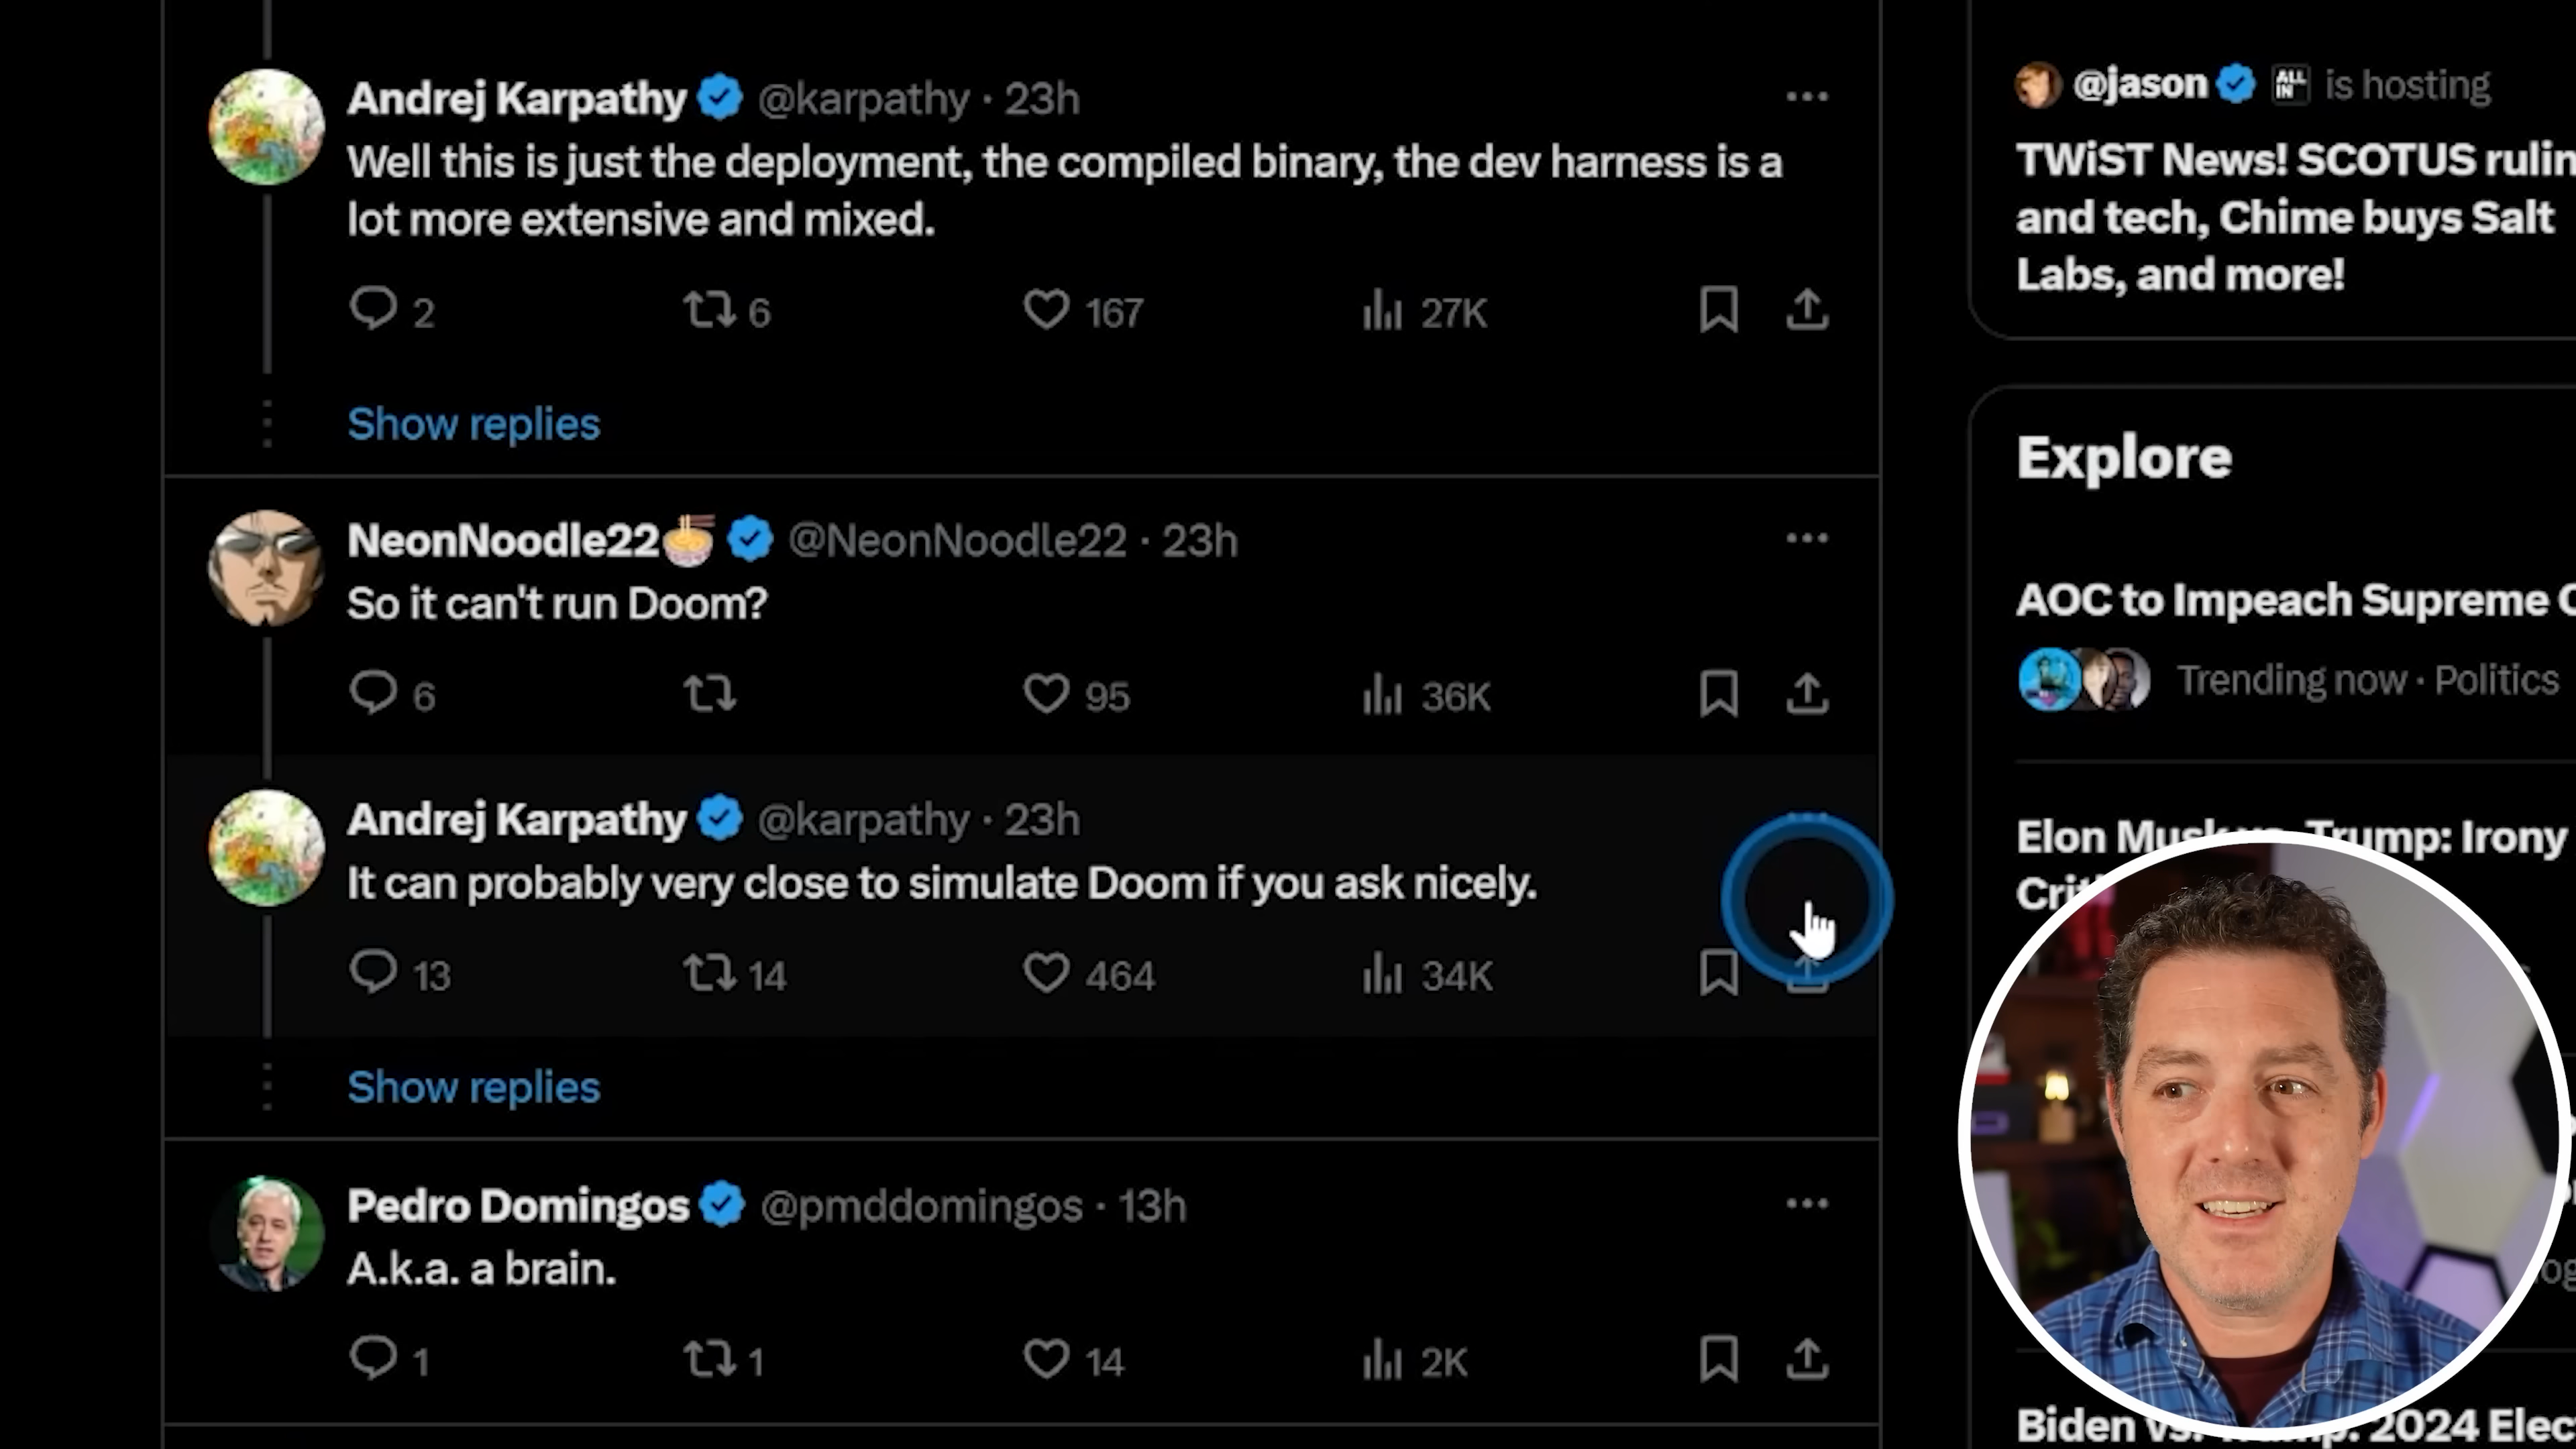 Andrej Karpathy @karpathy · 23h
Well this is just the deployment, the compiled binary, the dev harness is a
lot more extensive and mixed.
2 6 167 27K
Show replies
NeonNoodle22🍜 @NeonNoodle22 · 23h
So it can't run Doom?
6 95 36K
Andrej Karpathy @karpathy · 23h
It can probably very close to simulate Doom if you ask nicely.
13 14 464 34K
Show replies
Pedro Domingos @pmddomingos · 13h
A.k.a. a brain.
1 1 14 2K
@jason ALL IN is hosting
TWiST News! SCOTUS
and tech, Chime buys Salt
Labs, and more!
Explore
AOC to Impeach Supreme
Trending now · Politics
Elon Musk Trump: Irony
Biden 2024